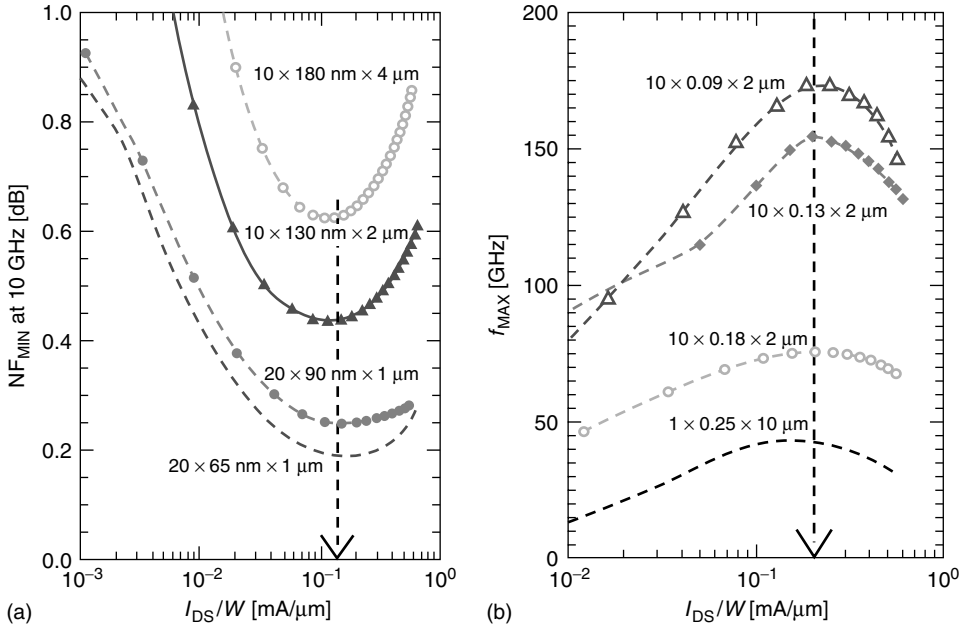 NF_MIN at 10 GHz [dB]
1.0
0.8
0.6
0.4
0.2
0.0
10 × 180 nm × 4 μm
10 × 130 nm × 2 μm
20 × 90 nm × 1 μm
20 × 65 nm × 1 μm
10⁻³
10⁻²
10⁻¹
10⁰
(a)
I_DS/W [mA/μm]
f_MAX [GHz]
200
150
100
50
0
10 × 0.09 × 2 μm
10 × 0.13 × 2 μm
10 × 0.18 × 2 μm
1 × 0.25 × 10 μm
10⁻²
10⁻¹
10⁰
(b)
I_DS/W [mA/μm]